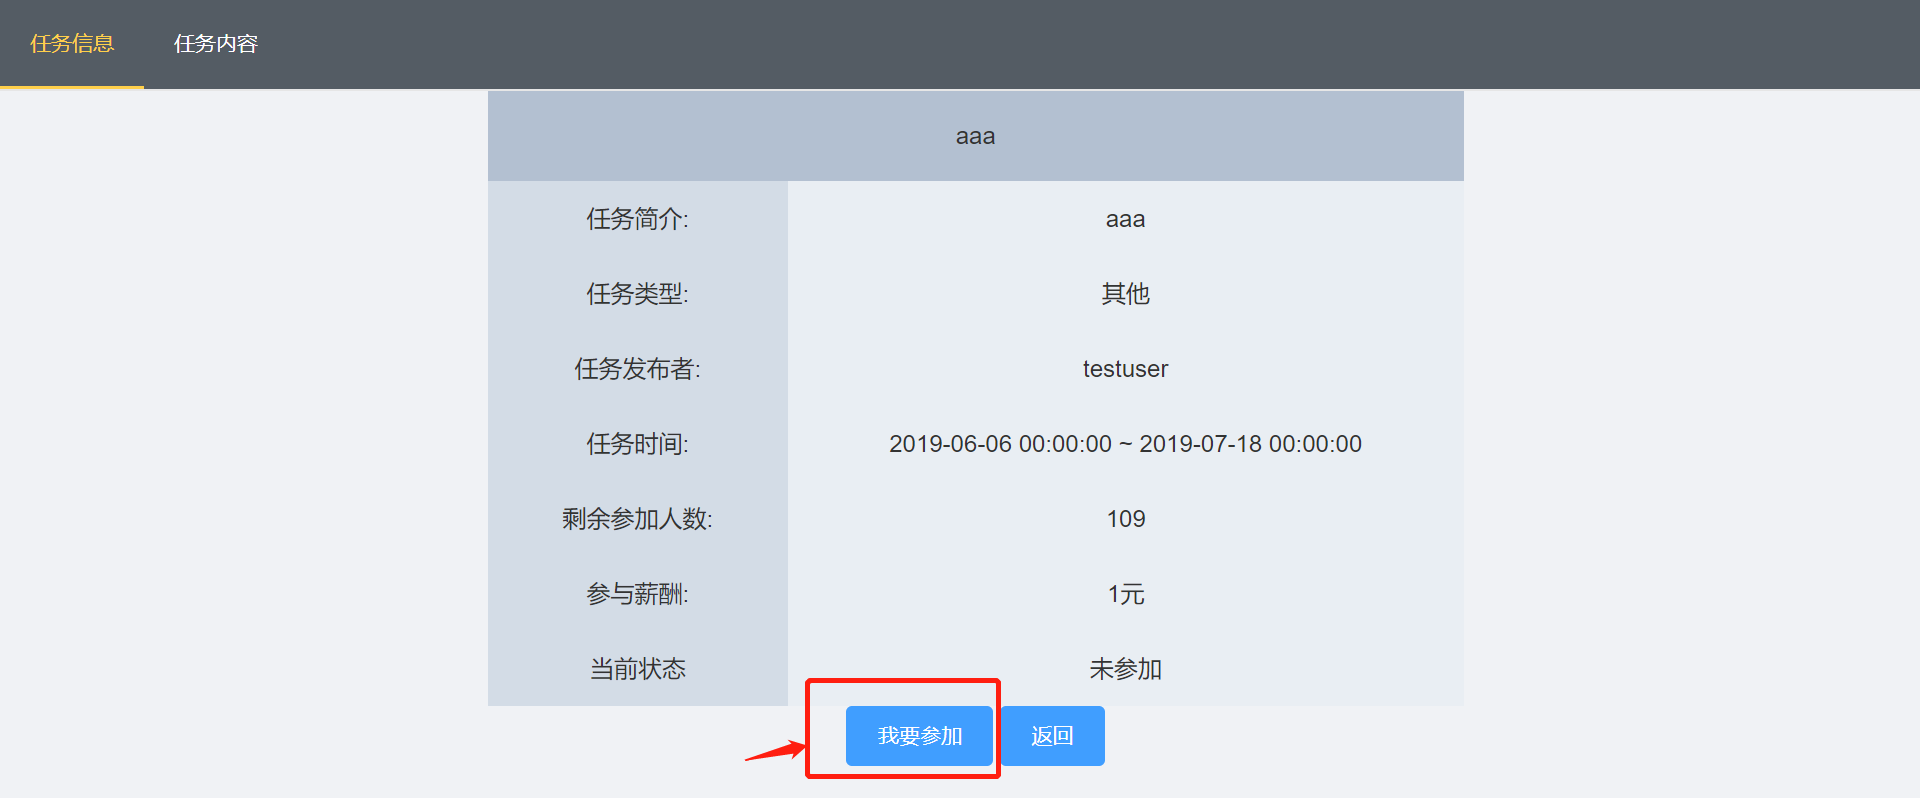 任务信息 任务内容
aaa
任务简介: aaa
任务类型: 其他
任务发布者: testuser
任务时间: 2019-06-06 00:00:00 ~ 2019-07-18 00:00:00
剩余参加人数: 109
参与薪酬: 1元
当前状态 未参加
我要参加 返回